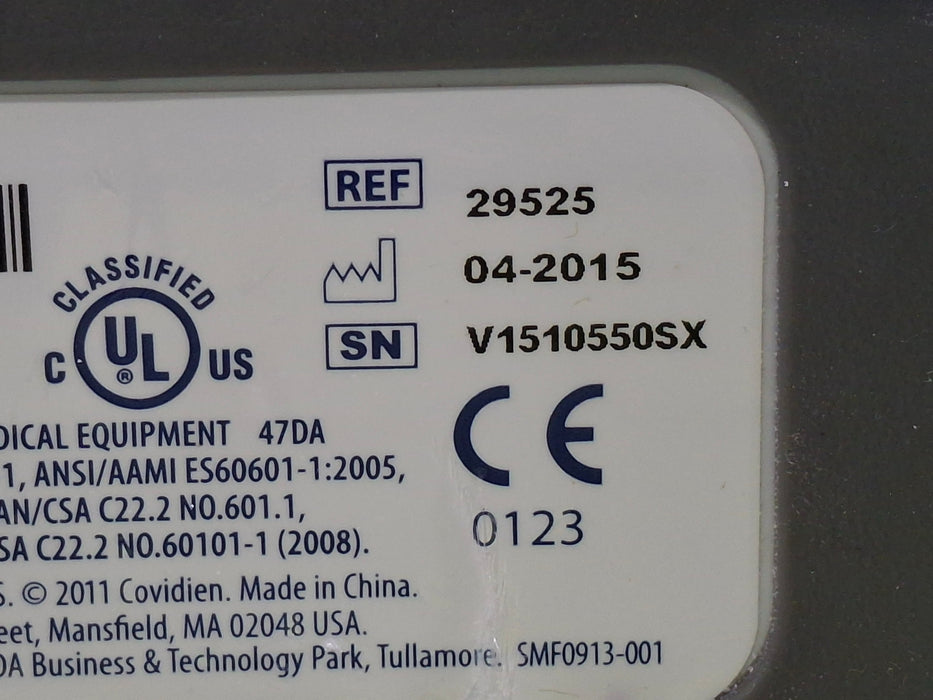 REF 29525
04-2015
SN V1510550SX
CLASSIFIED
C UL® US
CE
0123
DICAL EQUIPMENT 47DA
1, ANSI/AAMI ES60601-1:2005,
AN/CSA C22.2 NO.601.1,
SA C22.2 NO.60101-1 (2008).
S. © 2011 Covidien. Made in China.
eet, Mansfield, MA 02048 USA.
DA Business & Technology Park, Tullamore. SMF0913-001